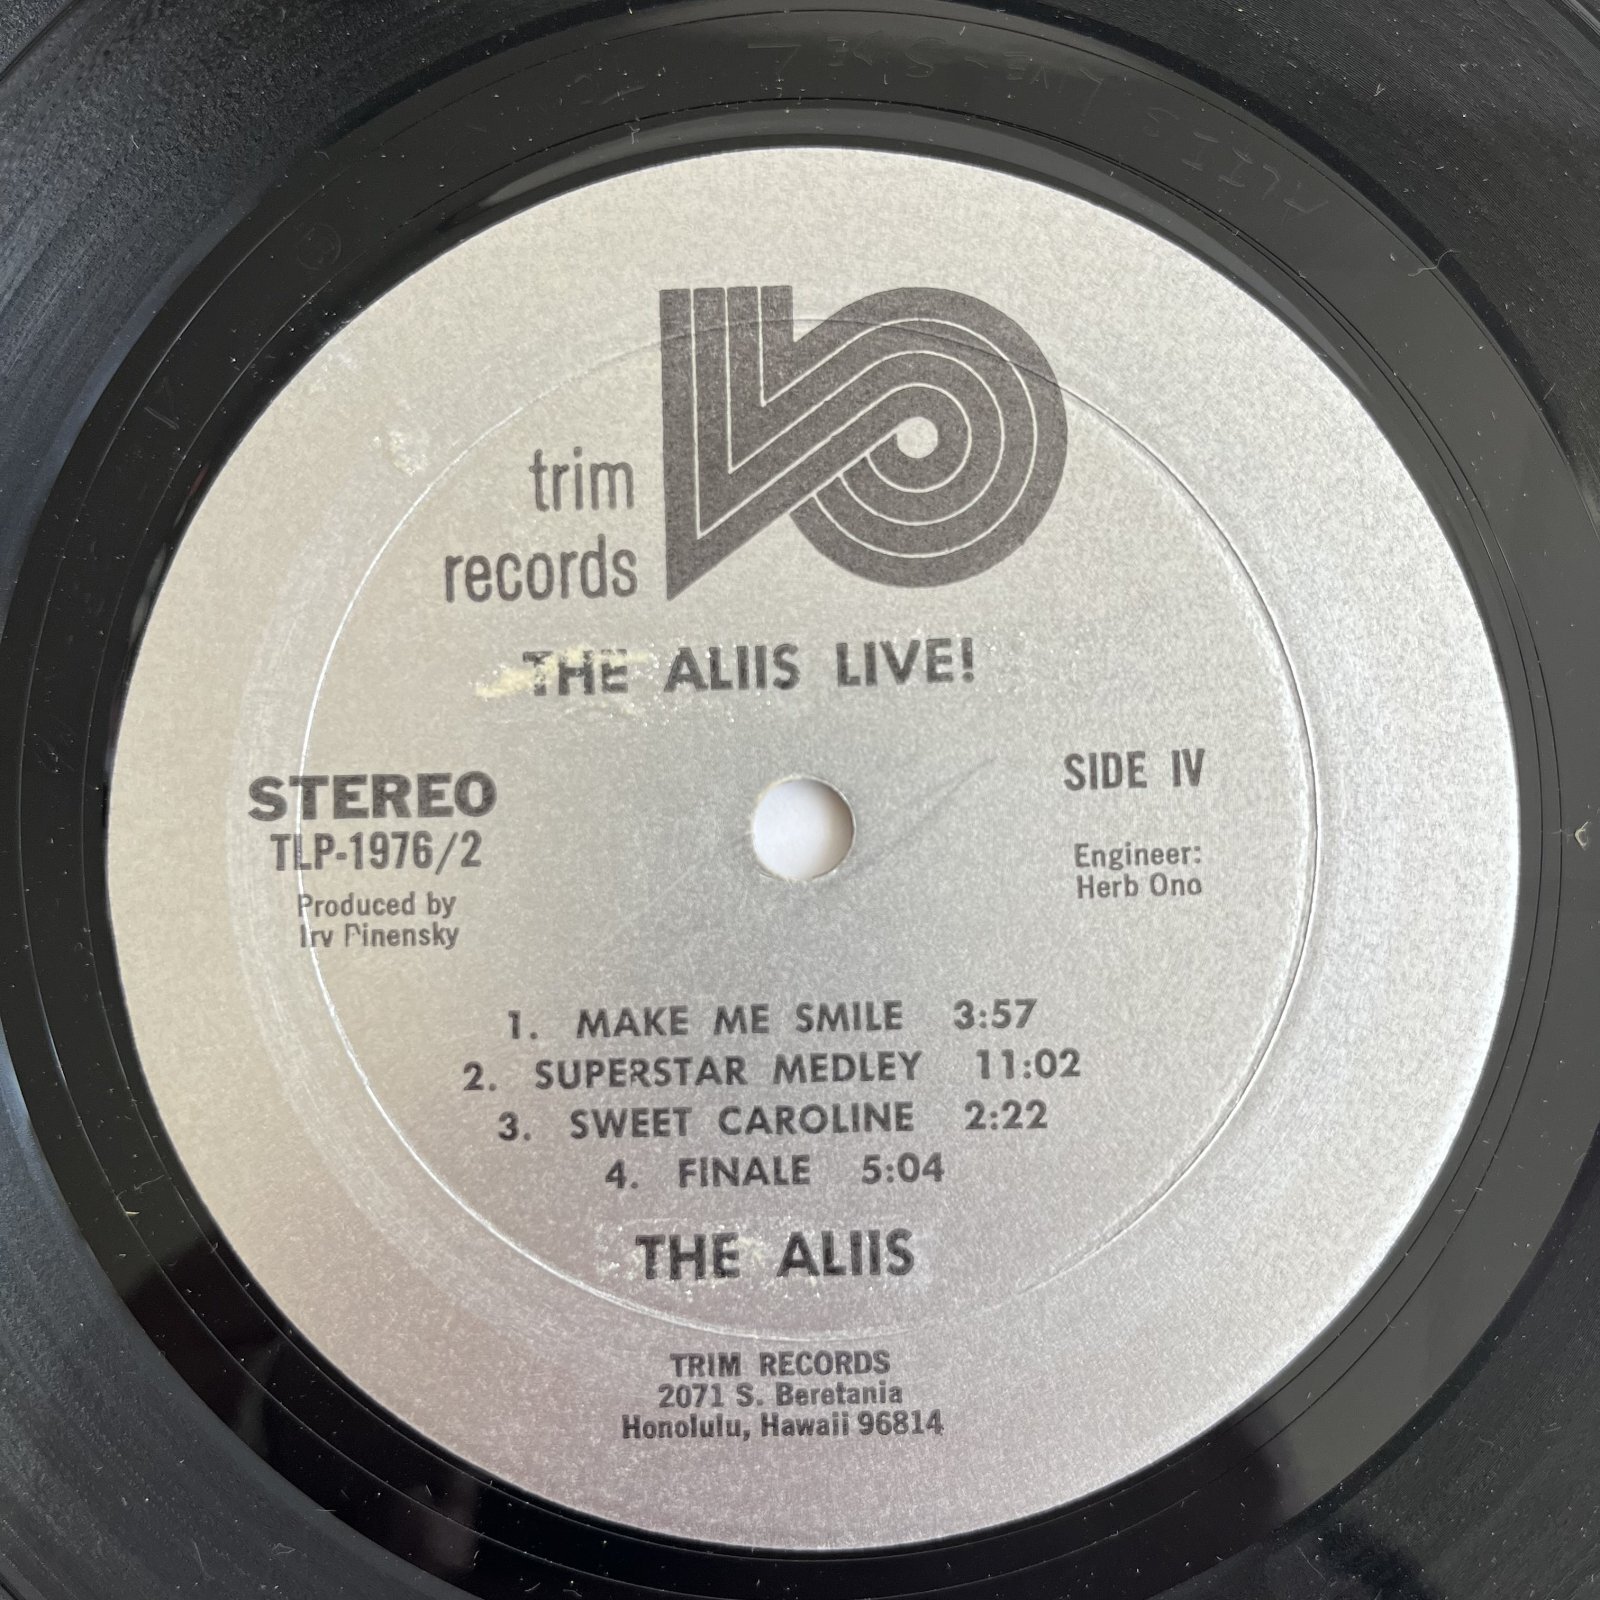 trim
records
THE ALIIS LIVE!
STEREO
TLP-1976/2
Produced by
Irv Pinensky
SIDE IV
Engineer:
Herb Ono
1. MAKE ME SMILE 3:57
2. SUPERSTAR MEDLEY 11:02
3. SWEET CAROLINE 2:22
4. FINALE 5:04
THE ALIIS
TRIM RECORDS
2071 S. Beretania
Honolulu, Hawaii 96814